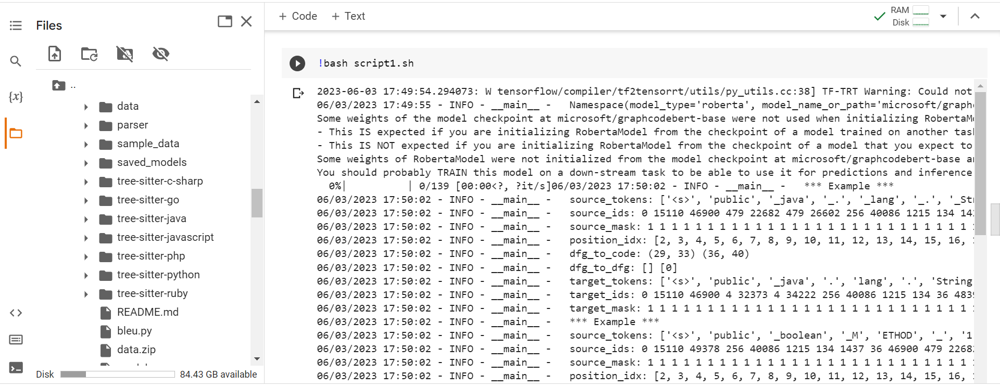 Files
{x}
..
data
parser
sample_data
saved_models
tree-sitter-c-sharp
tree-sitter-go
tree-sitter-java
tree-sitter-javascript
tree-sitter-php
tree-sitter-python
tree-sitter-ruby
README.md
bleu.py
data.zip
Disk 84.43 GB available
+ Code + Text
RAM
Disk
!bash script1.sh
2023-06-03 17:49:54.294073: W tensorflow/compiler/tf2tensorrt/utils/py_utils.cc:38] TF-TRT Warning: Could not
06/03/2023 17:49:55 - INFO - __main__ -   Namespace(model_type='roberta', model_name_or_path='microsoft/graph
Some weights of the model checkpoint at microsoft/graphcodebert-base were not used when initializing RobertaM
- This IS expected if you are initializing RobertaModel from the checkpoint of a model trained on another tas
- This IS NOT expected if you are initializing RobertaModel from the checkpoint of a model that you expect to
Some weights of RobertaModel were not initialized from the model checkpoint at microsoft/graphcodebert-base a
You should probably TRAIN this model on a down-stream task to be able to use it for predictions and inference
0%|          | 0/139 [00:00<?, ?it/s]06/03/2023 17:50:02 - INFO - __main__ -   *** Example ***
06/03/2023 17:50:02 - INFO - __main__ -   source_tokens: ['<s>', 'public', '_java', '_.', '_lang', '_.', '_St
06/03/2023 17:50:02 - INFO - __main__ -   source_ids: 0 15110 46900 479 22682 479 26602 256 40086 1215 134 14
06/03/2023 17:50:02 - INFO - __main__ -   source_mask: 1 1 1 1 1 1 1 1 1 1 1 1 1 1 1 1 1 1 1 1 1 1 1 1 1 1 1
06/03/2023 17:50:02 - INFO - __main__ -   position_idx: [2, 3, 4, 5, 6, 7, 8, 9, 10, 11, 12, 13, 14, 15, 16,
06/03/2023 17:50:02 - INFO - __main__ -   dfg_to_code: (29, 33) (36, 40)
06/03/2023 17:50:02 - INFO - __main__ -   dfg_to_dfg: [] [0]
06/03/2023 17:50:02 - INFO - __main__ -   target_tokens: ['<s>', 'public', '_java', '.', 'lang', '.', 'String
06/03/2023 17:50:02 - INFO - __main__ -   target_ids: 0 15110 46900 4 32373 4 34222 256 40086 1215 134 36 483
06/03/2023 17:50:02 - INFO - __main__ -   target_mask: 1 1 1 1 1 1 1 1 1 1 1 1 1 1 1 1 1 1 1 1 1 1 1 1 1 1 1
06/03/2023 17:50:02 - INFO - __main__ -   *** Example ***
06/03/2023 17:50:02 - INFO - __main__ -   source_tokens: ['<s>', 'public', '_boolean', '_M', 'ETHOD', '_', '1
06/03/2023 17:50:02 - INFO - __main__ -   source_ids: 0 15110 49378 256 40086 1215 134 1437 36 46900 479 2268
06/03/2023 17:50:02 - INFO - __main__ -   source_mask: 1 1 1 1 1 1 1 1 1 1 1 1 1 1 1 1 1 1 1 1 1 1 1 1 1 1 1
06/03/2023 17:50:02 - INFO - __main__ -   position_idx: [2, 3, 4, 5, 6, 7, 8, 9, 10, 11, 12, 13, 14, 15, 16,